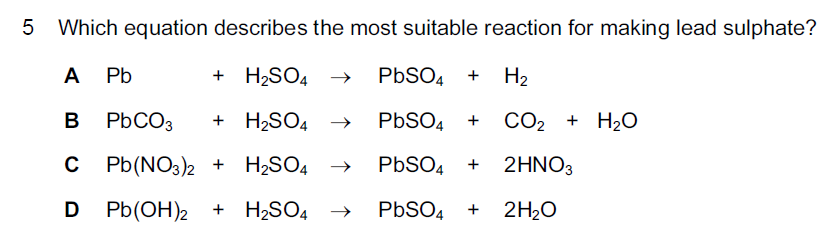 5 Which equation describes the most suitable reaction for making lead sulphate?
A Pb + H₂SO₄ → PbSO₄ + H₂
B PbCO₃ + H₂SO₄ → PbSO₄ + CO₂ + H₂O
C Pb(NO₃)₂ + H₂SO₄ → PbSO₄ + 2HNO₃
D Pb(OH)₂ + H₂SO₄ → PbSO₄ + 2H₂O